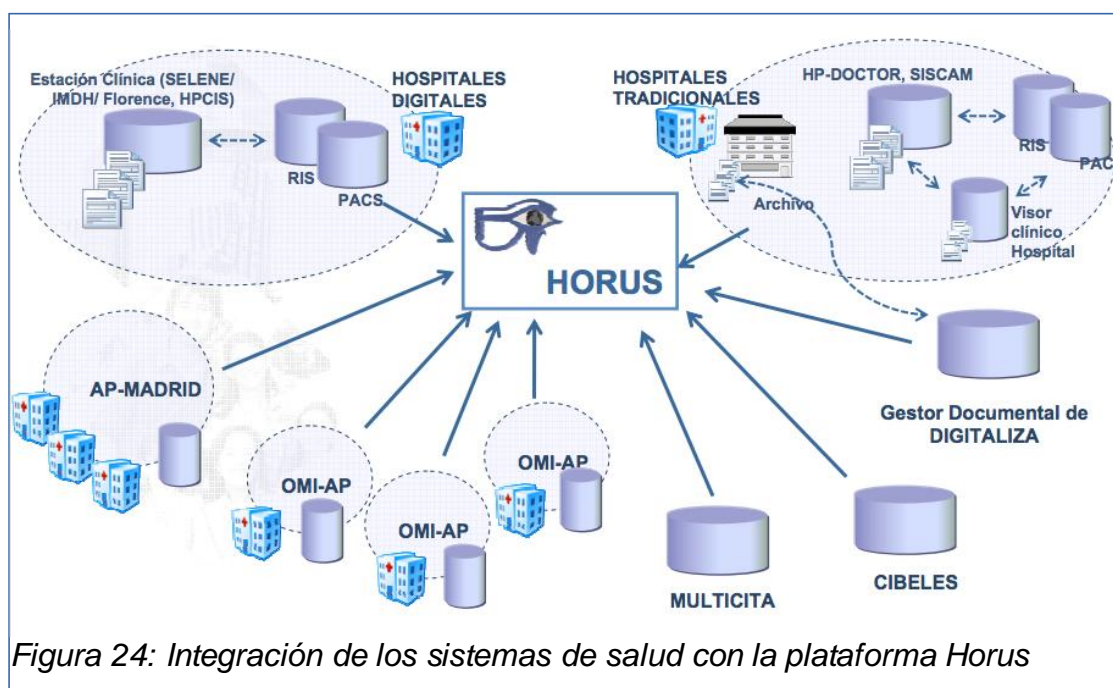 Estación Clínica (SELENE/
IMDH/ Florence, HPCIS)
RIS
PACS
HOSPITALES
DIGITALES
HOSPITALES
TRADICIONALES
Archivo
HP-DOCTOR, SISCAM
RIS
PAC
Visor
clínico
Hospítal
HORUS
AP-MADRID
OMI-AP
OMI-AP
OMI-AP
MULTICITA
CIBELES
Gestor Documental de
DIGITALIZA
Figura 24: Integración de los sistemas de salud con la plataforma Horus